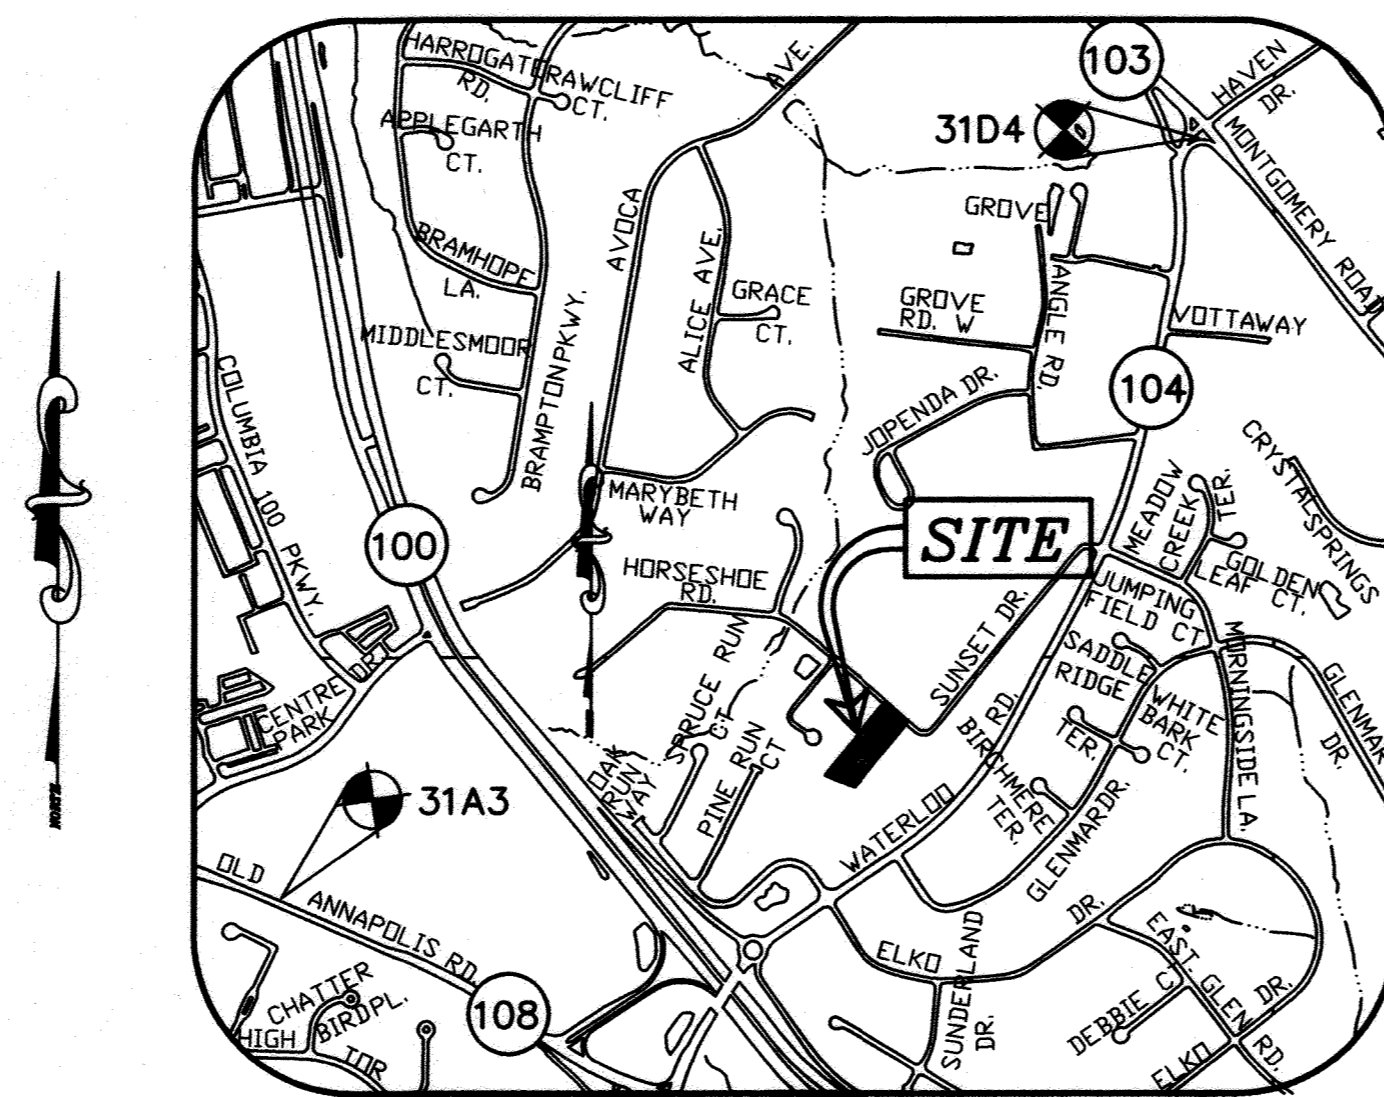 HARROGATE
RD.
RAWCLIFF
CT.
AVE.
103
HAVEN
DR.
31D4
APPLEGARTH
CT.
MONTGOMERY ROAD
AVOCA
GROVE
BRAMHOPE
LA.
ALICE AVE.
GRACE
CT.
GROVE
RD. W
ANGLE RD.
VOTTAWAY
MIDDLESMOOR
CT.
BRAMPTON PKWY.
COLUMBIA 100 PKWY.
104
JOPENDA DR.
CRYSTAL SPRINGS
MARYBETH
WAY
MEADOW
CREEK
TER.
100
SITE
HORSESHOE
RD.
GOLDEN
LEAF CT.
JUMPING
FIELD CT
SUNSET DR.
MORNINGSIDE LA.
SADDLE
RIDGE
TER.
GLENMAR
DR.
SPRUCE RUN
CT
WHITE
BARK
CT.
CENTRE
PARK
DR.
OAK
RUN
WAY
PINE RUN
CT
RD.
BIRCHMERE
TER.
NORTH
31A3
WATERLOO
GLENMAR DR.
OLD
ANNAPOLIS RD.
ELKO
DR.
SUNDERLAND
DR.
EAST
GLEN
DR.
RD.
DEBBIE CT
CHATTER
BIRD PL.
108
HIGH
TOR
ELKO